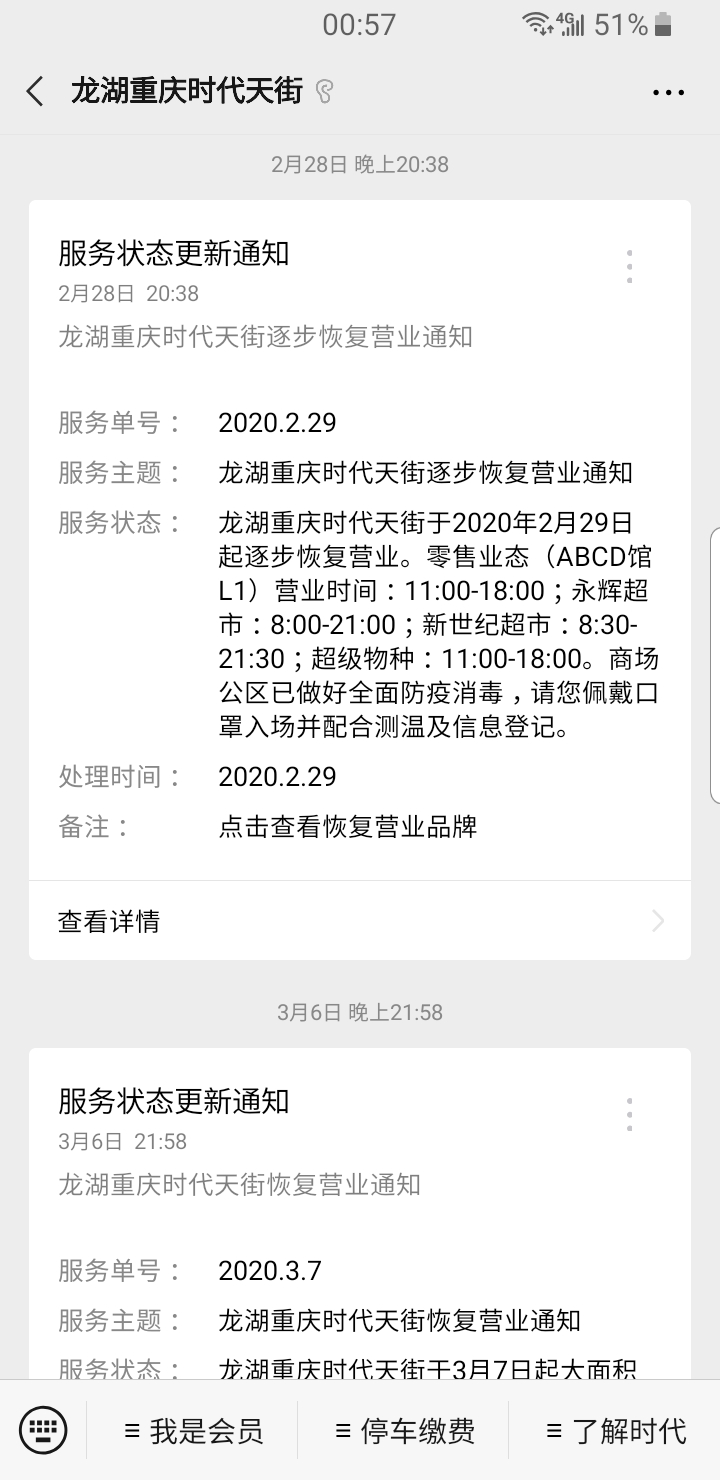 00:57
4G 51%
龙湖重庆时代天街
2月28日 晚上20:38
服务状态更新通知
2月28日 20:38
龙湖重庆时代天街逐步恢复营业通知
服务单号： 2020.2.29
服务主题： 龙湖重庆时代天街逐步恢复营业通知
服务状态： 龙湖重庆时代天街于2020年2月29日
起逐步恢复营业。零售业态（ABCD馆
L1）营业时间：11:00-18:00；永辉超
市：8:00-21:00；新世纪超市：8:30-
21:30；超级物种：11:00-18:00。商场
公区已做好全面防疫消毒，请您佩戴口
罩入场并配合测温及信息登记。
处理时间： 2020.2.29
备注： 点击查看恢复营业品牌
查看详情
3月6日 晚上21:58
服务状态更新通知
3月6日 21:58
龙湖重庆时代天街恢复营业通知
服务单号： 2020.3.7
服务主题： 龙湖重庆时代天街恢复营业通知
服务状态： 龙湖重庆时代天街于3月7日起大面积
我是会员 停车缴费 了解时代